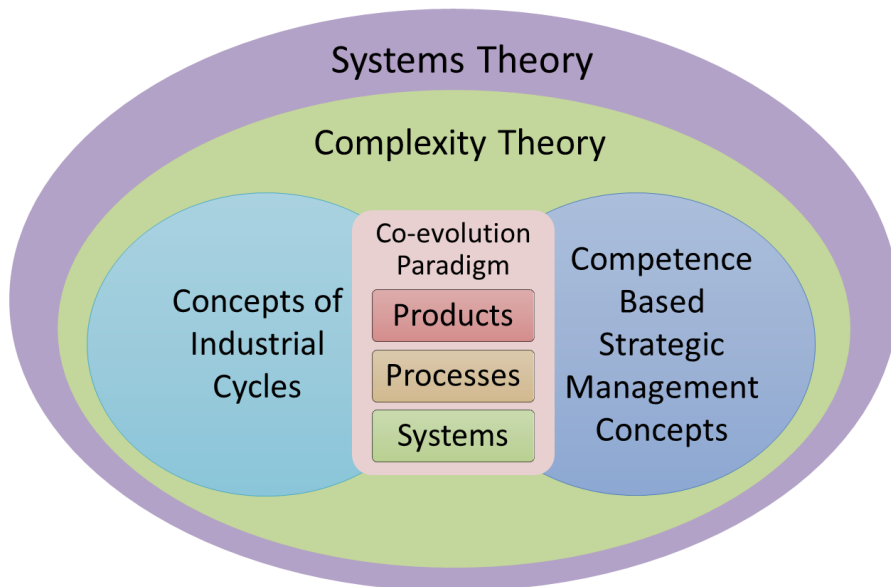 Systems Theory
Complexity Theory
Concepts of
Industrial
Cycles
Co-evolution
Paradigm
Products
Processes
Systems
Competence
Based
Strategic
Management
Concepts